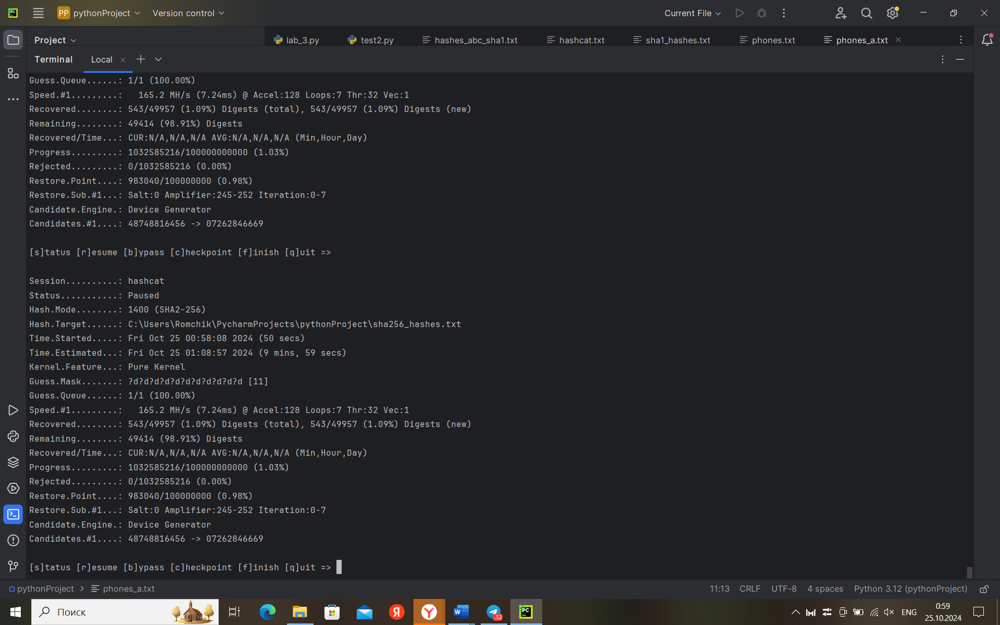 PC PP pythonProject Version control Current File
Project lab_3.py test2.py hashes_abc_sha1.txt hashcat.txt sha1_hashes.txt phones.txt phones_a.txt
Terminal Local
Guess.Queue......: 1/1 (100.00%)
Speed.#1.........:   165.2 MH/s (7.24ms) @ Accel:128 Loops:7 Thr:32 Vec:1
Recovered........: 543/49957 (1.09%) Digests (total), 543/49957 (1.09%) Digests (new)
Remaining........: 49414 (98.91%) Digests
Recovered/Time...: CUR:N/A,N/A,N/A AVG:N/A,N/A,N/A (Min,Hour,Day)
Progress.........: 1032585216/100000000000 (1.03%)
Rejected.........: 0/1032585216 (0.00%)
Restore.Point....: 983040/100000000 (0.98%)
Restore.Sub.#1...: Salt:0 Amplifier:245-252 Iteration:0-7
Candidate.Engine.: Device Generator
Candidates.#1....: 48748816456 -> 07262846669
[s]tatus [r]esume [b]ypass [c]heckpoint [f]inish [q]uit =>
Session..........: hashcat
Status...........: Paused
Hash.Mode........: 1400 (SHA2-256)
Hash.Target......: C:\Users\Romchik\PycharmProjects\pythonProject\sha256_hashes.txt
Time.Started.....: Fri Oct 25 00:58:08 2024 (50 secs)
Time.Estimated...: Fri Oct 25 01:08:57 2024 (9 mins, 59 secs)
Kernel.Feature...: Pure Kernel
Guess.Mask.......: ?d?d?d?d?d?d?d?d?d?d?d [11]
Guess.Queue......: 1/1 (100.00%)
Speed.#1.........:   165.2 MH/s (7.24ms) @ Accel:128 Loops:7 Thr:32 Vec:1
Recovered........: 543/49957 (1.09%) Digests (total), 543/49957 (1.09%) Digests (new)
Remaining........: 49414 (98.91%) Digests
Recovered/Time...: CUR:N/A,N/A,N/A AVG:N/A,N/A,N/A (Min,Hour,Day)
Progress.........: 1032585216/100000000000 (1.03%)
Rejected.........: 0/1032585216 (0.00%)
Restore.Point....: 983040/100000000 (0.98%)
Restore.Sub.#1...: Salt:0 Amplifier:245-252 Iteration:0-7
Candidate.Engine.: Device Generator
Candidates.#1....: 48748816456 -> 07262846669
[s]tatus [r]esume [b]ypass [c]heckpoint [f]inish [q]uit =>
pythonProject > phones_a.txt 11:13 CRLF UTF-8 4 spaces Python 3.12 (pythonProject)
Поиск Я Y W ..52 PC ENG 0:59
25.10.2024